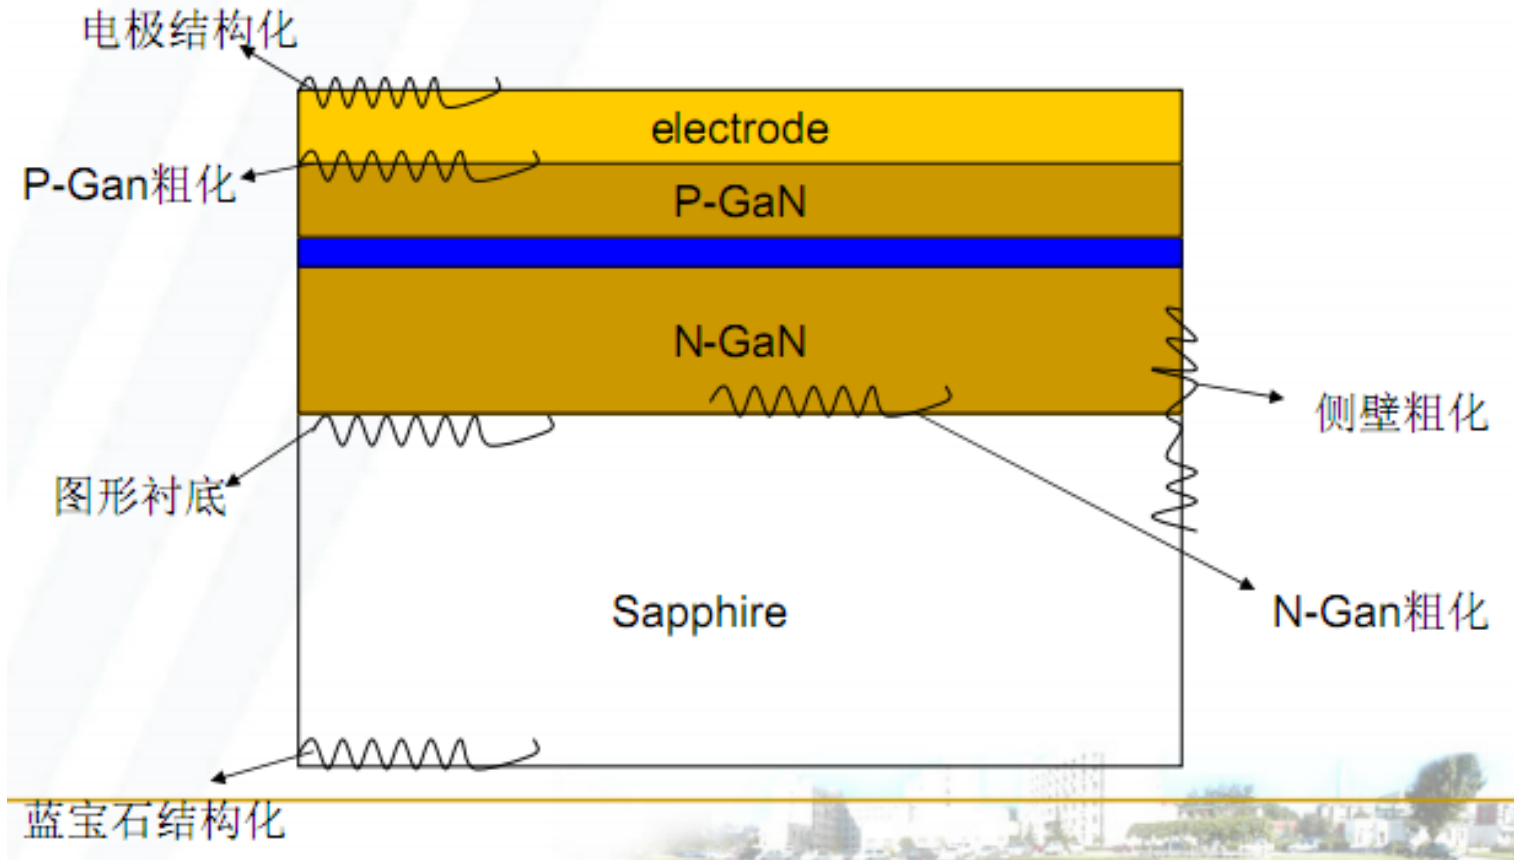 电极结构化
electrode
P-Gan粗化
P-GaN
N-GaN
侧壁粗化
图形衬底
Sapphire
N-Gan粗化
蓝宝石结构化